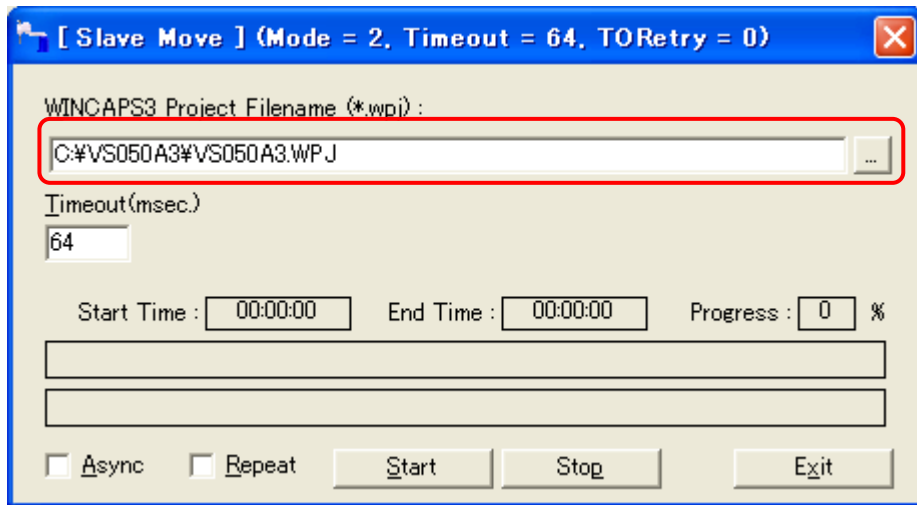 [ Slave Move ] (Mode = 2, Timeout = 64, TORetry = 0)
WINCAPS3 Project Filename (*.wpj) :
C:¥VS050A3¥VS050A3.WPJ ...
Timeout(msec.)
64
Start Time : 00:00:00 End Time : 00:00:00 Progress : 0 %
Async Repeat Start Stop Exit